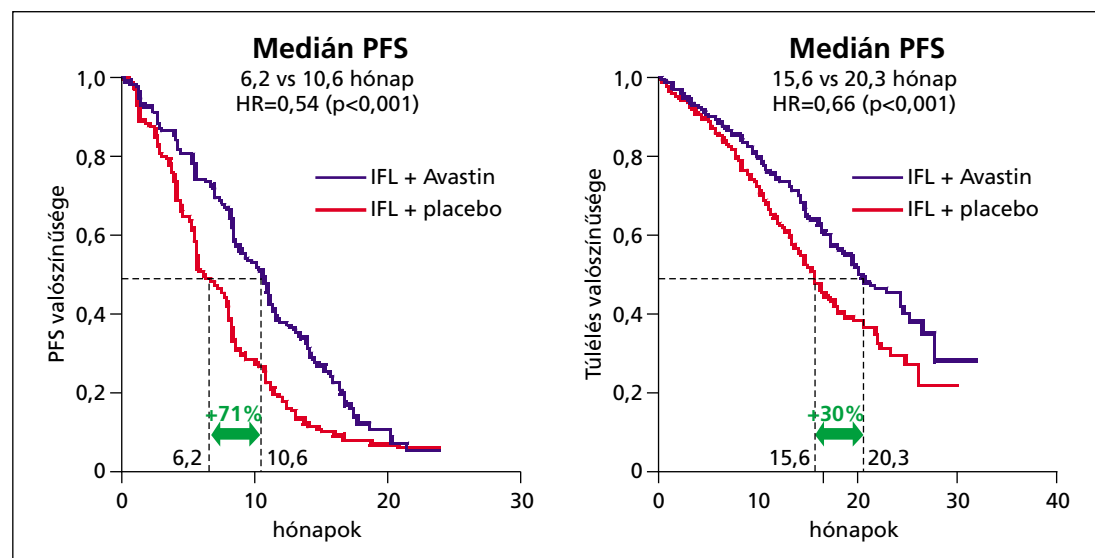 Medián PFS
6,2 vs 10,6 hónap
HR=0,54 (p<0,001)
1,0
0,8
0,6
0,4
0,2
0
PFS valószínűsége
IFL + Avastin
IFL + placebo
+71%
6,2
10,6
0
10
20
30
hónapok
Medián PFS
15,6 vs 20,3 hónap
HR=0,66 (p<0,001)
1,0
0,8
0,6
0,4
0,2
0
Túlélés valószínűsége
IFL + Avastin
IFL + placebo
+30%
15,6
20,3
0
10
20
30
40
hónapok